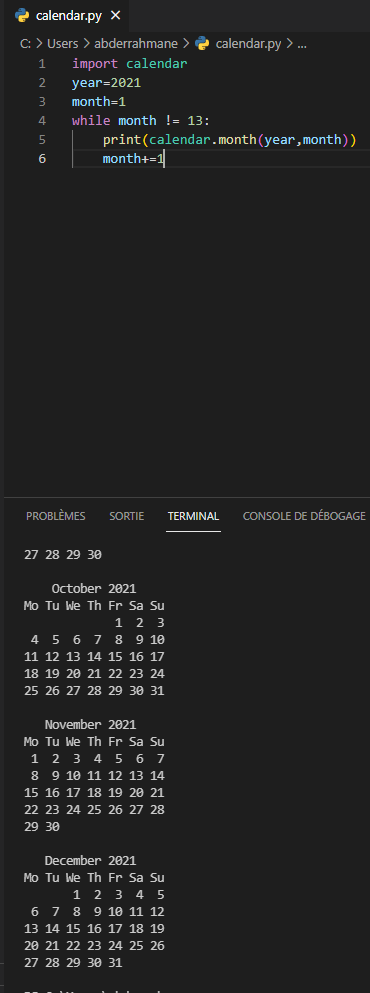 calendar.py ×
C: > Users > abderrahmane > calendar.py > ...
1 import calendar
2 year=2021
3 month=1
4 while month != 13:
5     print(calendar.month(year,month))
6     month+=1
PROBLÈMES SORTIE TERMINAL CONSOLE DE DÉBOGAGE
27 28 29 30
    October 2021
Mo Tu We Th Fr Sa Su
             1  2  3
 4  5  6  7  8  9 10
11 12 13 14 15 16 17
18 19 20 21 22 23 24
25 26 27 28 29 30 31
   November 2021
Mo Tu We Th Fr Sa Su
 1  2  3  4  5  6  7
 8  9 10 11 12 13 14
15 16 17 18 19 20 21
22 23 24 25 26 27 28
29 30
   December 2021
Mo Tu We Th Fr Sa Su
       1  2  3  4  5
 6  7  8  9 10 11 12
13 14 15 16 17 18 19
20 21 22 23 24 25 26
27 28 29 30 31